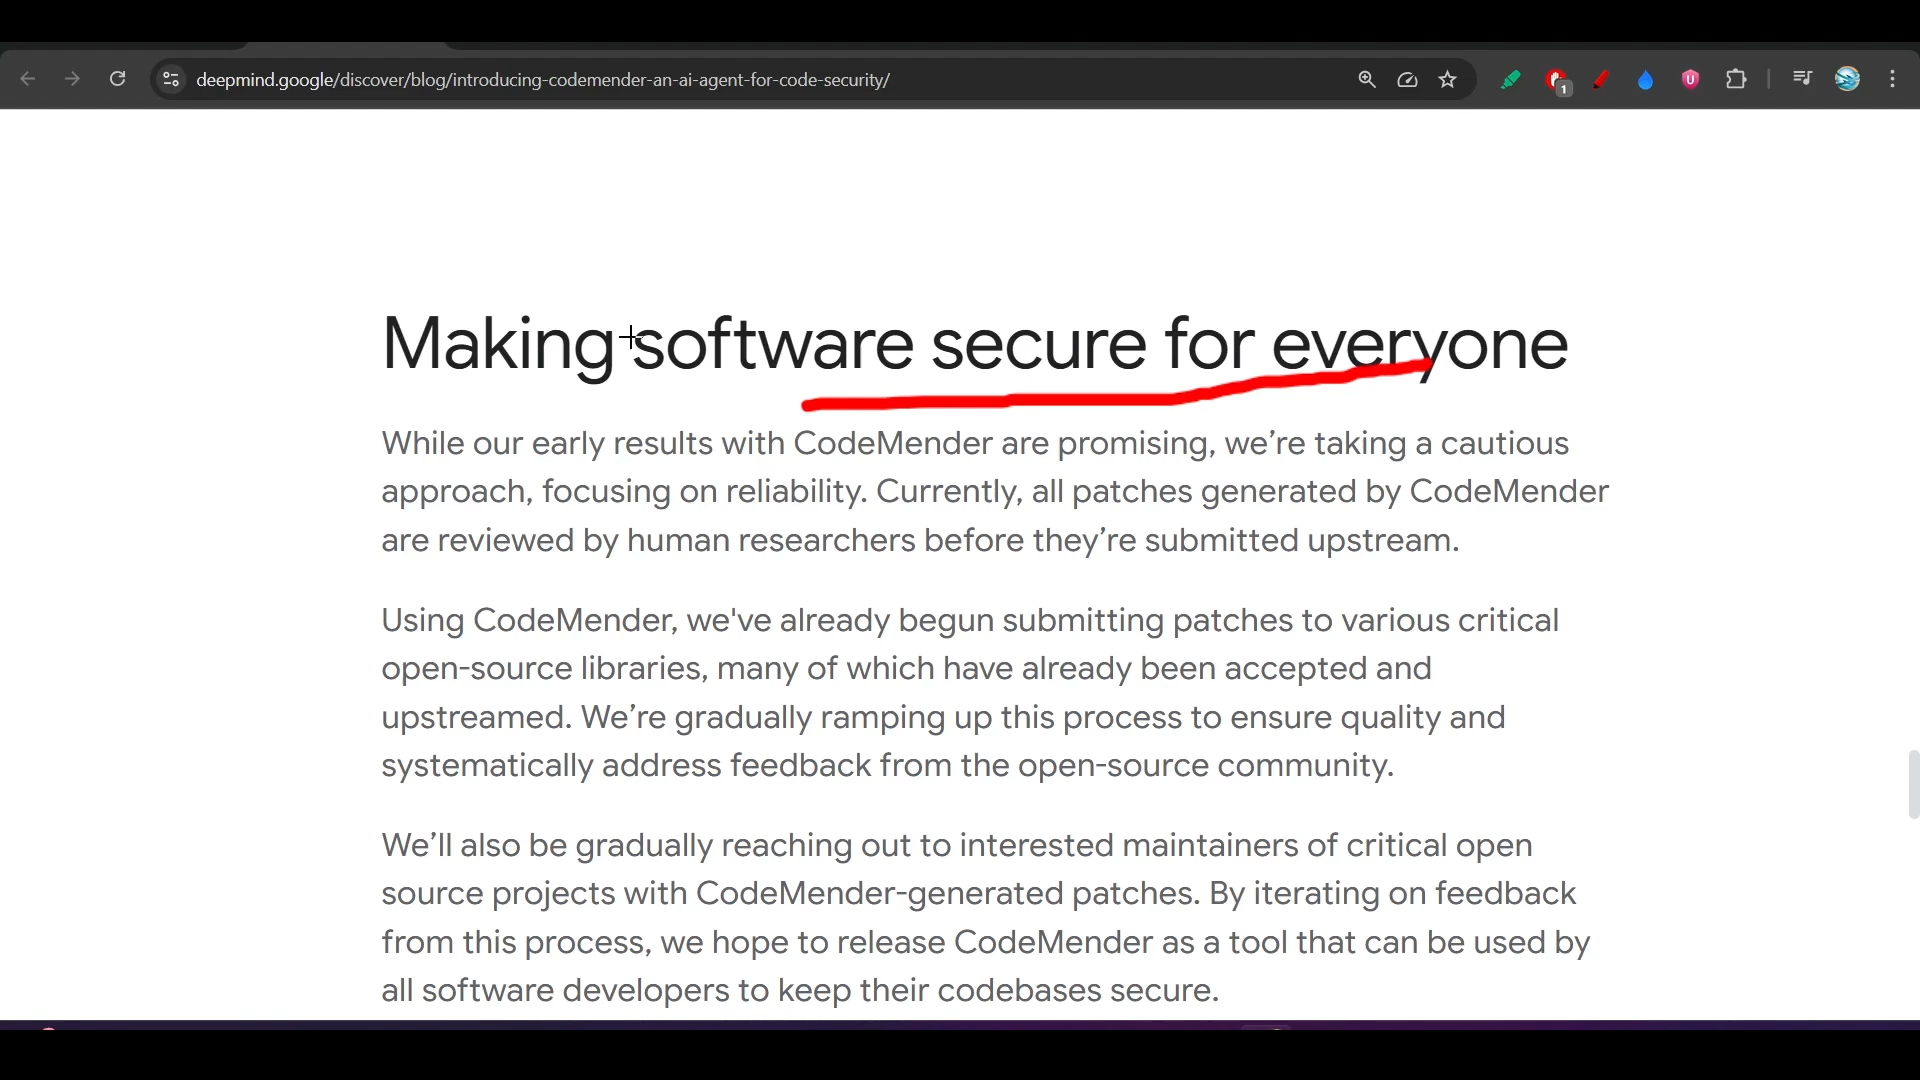 deepmind.google/discover/blog/introducing-codemender-an-ai-agent-for-code-security/
1
Making software secure for everyone
While our early results with CodeMender are promising, we’re taking a cautious
approach, focusing on reliability. Currently, all patches generated by CodeMender
are reviewed by human researchers before they’re submitted upstream.
Using CodeMender, we've already begun submitting patches to various critical
open-source libraries, many of which have already been accepted and
upstreamed. We’re gradually ramping up this process to ensure quality and
systematically address feedback from the open-source community.
We’ll also be gradually reaching out to interested maintainers of critical open
source projects with CodeMender-generated patches. By iterating on feedback
from this process, we hope to release CodeMender as a tool that can be used by
all software developers to keep their codebases secure.